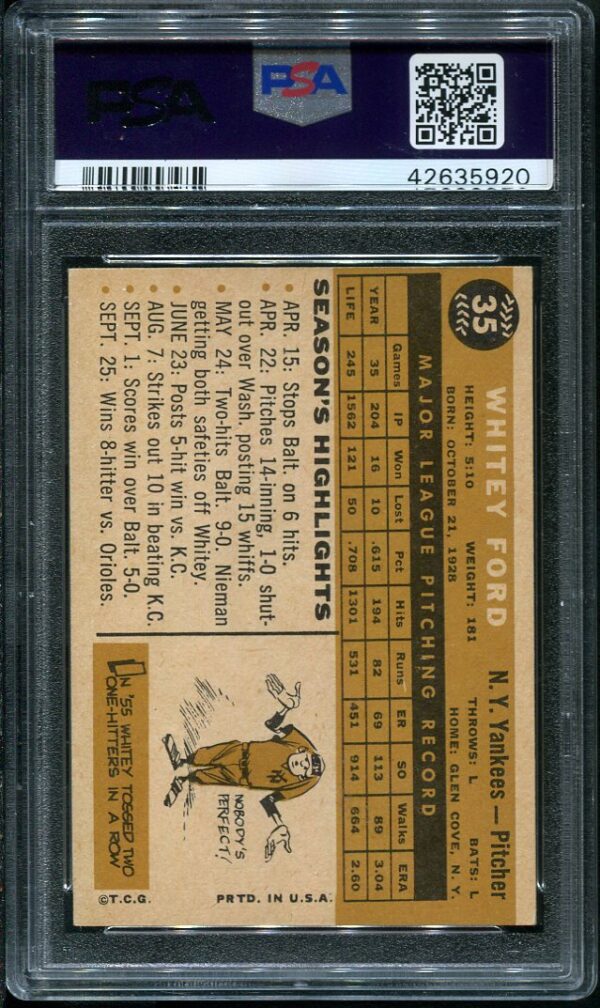 PSA
PSA
42635920
35
WHITEY FORD
N. Y. Yankees — Pitcher
HEIGHT: 5:10 WEIGHT: 181 THROWS: L BATS: L
BORN: OCTOBER 21, 1928 HOME: GLEN COVE, N. Y.
MAJOR LEAGUE PITCHING RECORD
Games IP Won Lost Pct Hits Runs ER SO Walks ERA
YEAR 35 204 16 10 .615 194 82 69 113 89 3.04
LIFE 245 1562 121 50 .708 1301 531 451 914 664 2.60
SEASON'S HIGHLIGHTS
• APR. 15: Stops Balt. on 6 hits.
• APR. 22: Pitches 14-inning, 1-0 shut-
out over Wash. posting 15 whiffs.
• MAY 24: Two-hits Balt. 9-0. Nieman
getting both safeties off Whitey.
• JUNE 23: Posts 5-hit win vs. K.C.
• AUG. 7: Strikes out 10 in beating K.C.
• SEPT. 1: Scores win over Balt. 5-0.
• SEPT. 25: Wins 8-hitter vs. Orioles.
NY
NOBODY'S
PERFECT!
IN '55 WHITEY TOSSED TWO
ONE-HITTERS IN A ROW
©T.C.G.
PRTD. IN U.S.A.